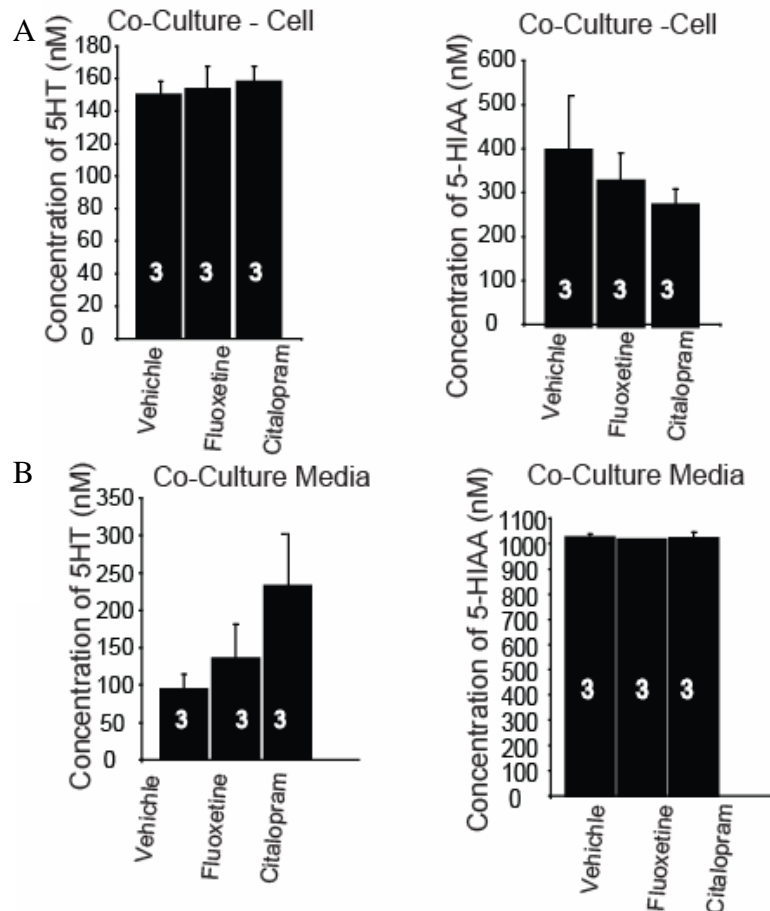 A
Co-Culture - Cell
Concentration of 5HT (nM)
180
160
140
120
100
80
60
40
20
0
3
3
3
Vehichle
Fluoxetine
Citalopram
Co-Culture -Cell
Concentration of 5-HIAA (nM)
600
500
400
300
200
100
0
3
3
3
Vehichle
Fluoxetine
Citalopram
B
Co-Culture Media
Concentration of 5HT (nM)
350
300
250
200
150
100
50
0
3
3
3
Vehichle
Fluoxetine
Citalopram
Co-Culture Media
Concentration of 5-HIAA (nM)
1100
1000
900
800
700
600
500
400
300
200
100
0
3
3
3
Vehichle
Fluoxetine
Citalopram